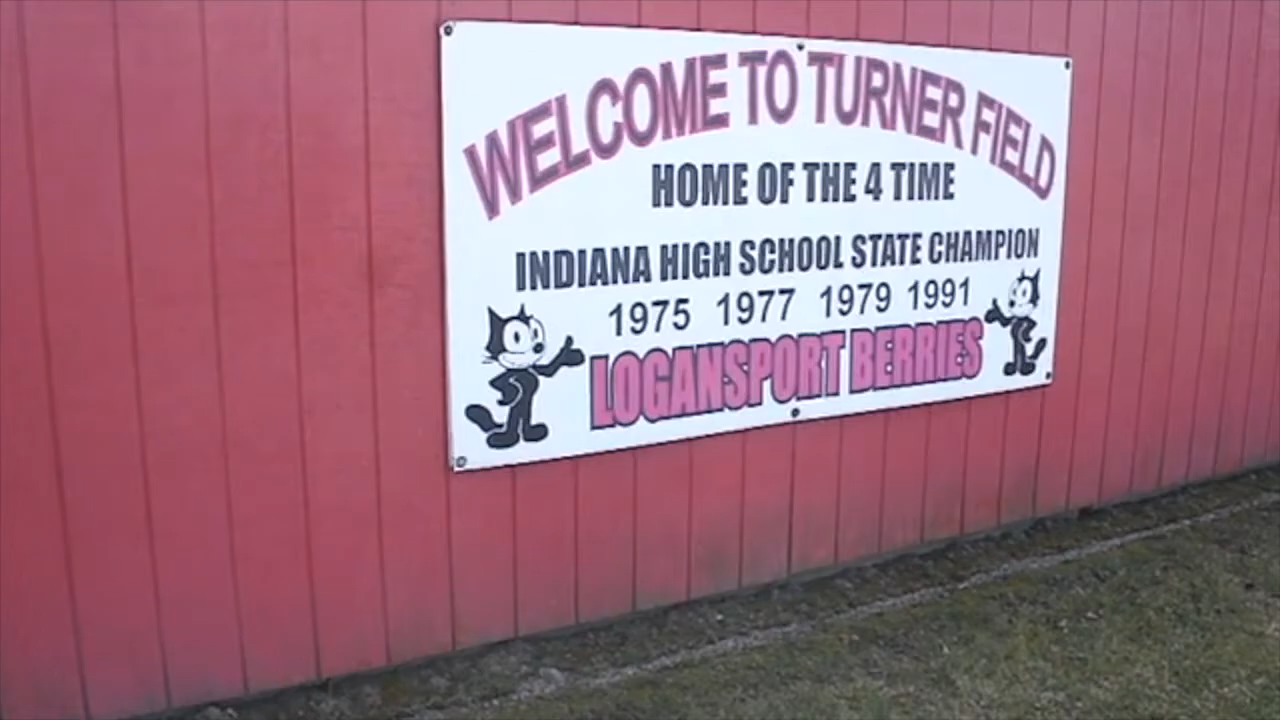 WELCOME TO TURNER FIELD
HOME OF THE 4 TIME
INDIANA HIGH SCHOOL STATE CHAMPION
1975 1977 1979 1991
LOGANSPORT BERRIES